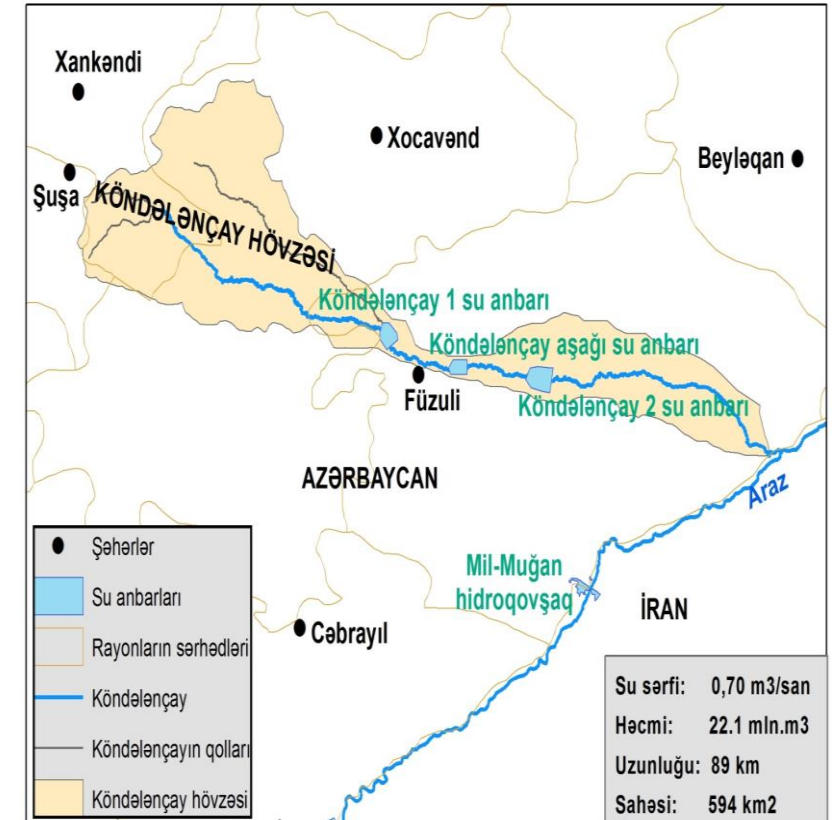 Xankəndi
Xocavənd
Beyləqan
Şuşa
KÖNDƏLƏNÇAY HÖVZƏSİ
Köndələnçay 1 su anbarı
Köndələnçay aşağı su anbarı
Füzuli
Köndələnçay 2 su anbarı
AZƏRBAYCAN
Araz
Mil-Muğan
hidroqovşaq
İRAN
Cəbrayıl
Şəhərlər
Su anbarları
Rayonların sərhədləri
Köndələnçay
Köndələnçayın qolları
Köndələnçay hövzəsi
Su sərfi: 0,70 m3/san
Həcmi: 22.1 mln.m3
Uzunluğu: 89 km
Sahəsi: 594 km2